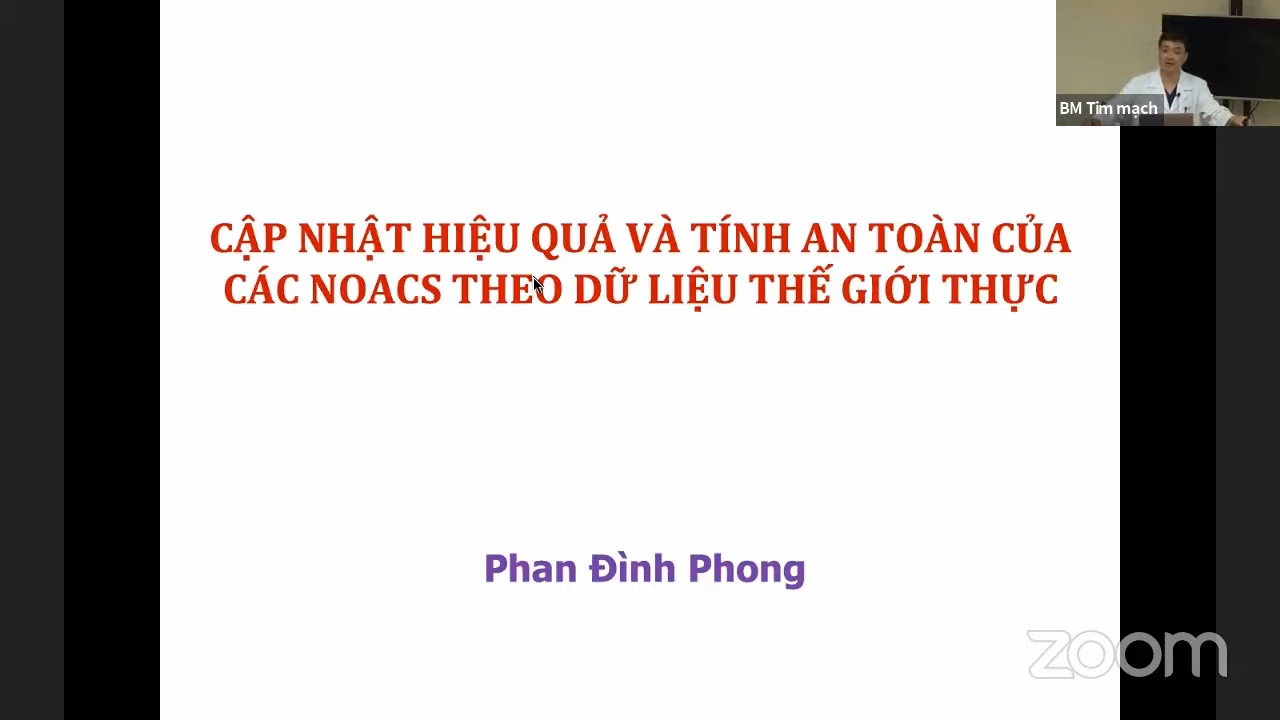 BM Tim mạch
CẬP NHẬT HIỆU QUẢ VÀ TÍNH AN TOÀN CỦA
CÁC NOACS THEO DỮ LIỆU THẾ GIỚI THỰC
Phan Đình Phong
zoom